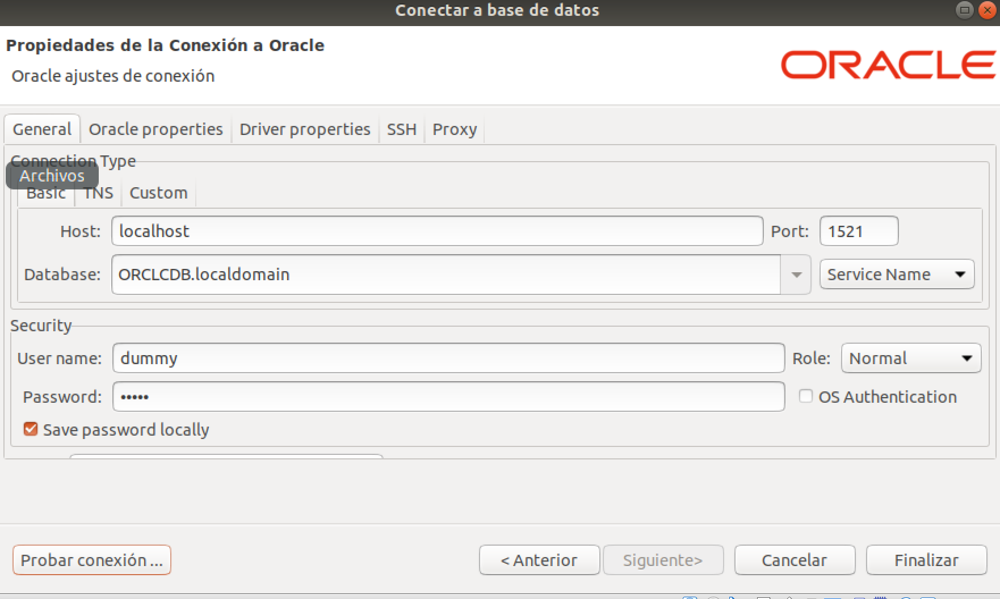 Conectar a base de datos
Propiedades de la Conexión a Oracle
Oracle ajustes de conexión
ORACLE
General Oracle properties Driver properties SSH Proxy
Connection Type
Archivos
Basic TNS Custom
Host: localhost Port: 1521
Database: ORCLCDB.localdomain Service Name
Security
User name: dummy Role: Normal
Password: ••••• OS Authentication
Save password locally
Probar conexión ... < Anterior Siguiente> Cancelar Finalizar